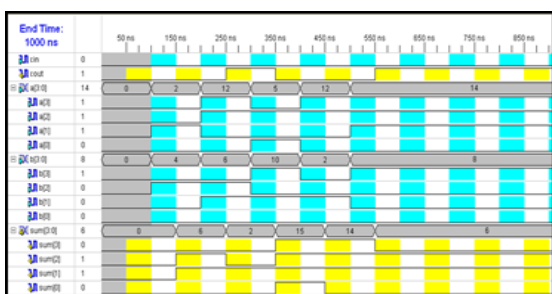 End Time:
1000 ns
50 ns 150 ns 250 ns 350 ns 450 ns 550 ns 650 ns 750 ns 850 ns
cin 0
cout 1
a[3:0] 14 0 2 12 5 12 14
a[3] 1
a[2] 1
a[1] 1
a[0] 0
b[3:0] 8 0 4 6 10 2 8
b[3] 1
b[2] 0
b[1] 0
b[0] 0
sum[3:0] 6 0 6 2 15 14 6
sum[3] 0
sum[2] 1
sum[1] 1
sum[0] 0